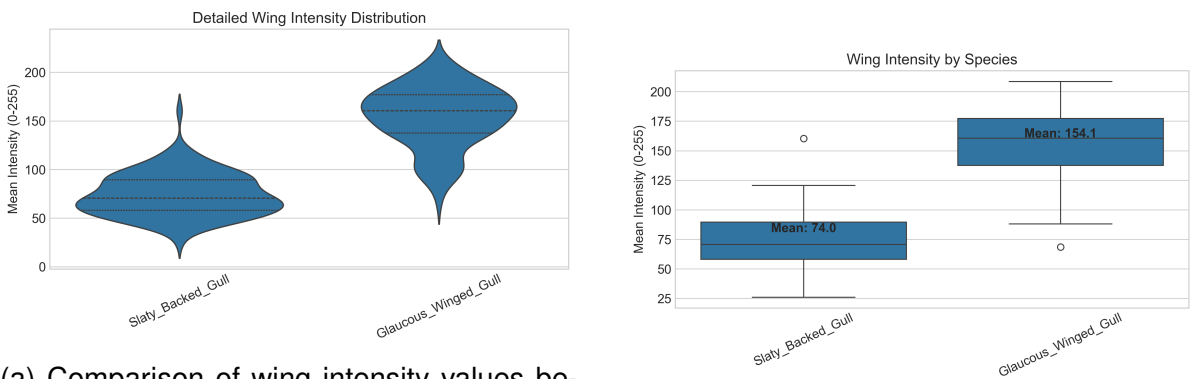 Detailed Wing Intensity Distribution
Mean Intensity (0-255)
200
150
100
50
0
Slaty_Backed_Gull
Glaucous_Winged_Gull
(a) Comparison of wing intensity values be-
Wing Intensity by Species
Mean Intensity (0-255)
200
175
150
125
100
75
50
25
Mean: 74.0
Mean: 154.1
Slaty_Backed_Gull
Glaucous_Winged_Gull